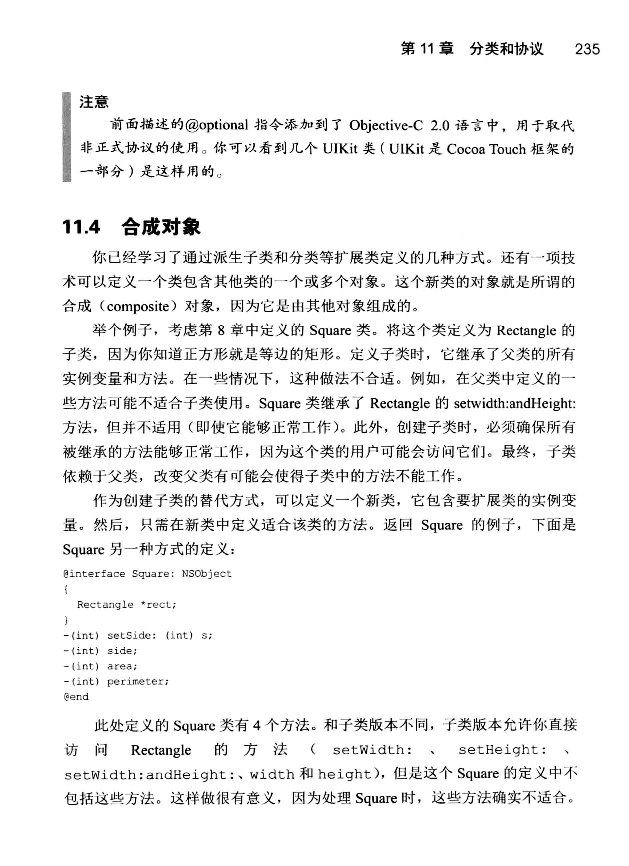 第 11 章 分类和协议 235
注意
前面描述的@optional 指令添加到了 Objective-C 2.0 语言中，用于取代
非正式协议的使用。你可以看到几个 UIKit 类（UIKit 是 Cocoa Touch 框架的
一部分）是这样用的。
11.4 合成对象
你已经学习了通过派生子类和分类等扩展类定义的几种方式。还有一项技
术可以定义一个类包含其他类的一个或多个对象。这个新类的对象就是所谓的
合成（composite）对象，因为它是由其他对象组成的。
举个例子，考虑第 8 章中定义的 Square 类。将这个类定义为 Rectangle 的
子类，因为你知道正方形就是等边的矩形。定义子类时，它继承了父类的所有
实例变量和方法。在一些情况下，这种做法不合适。例如，在父类中定义的一
些方法可能不适合子类使用。Square 类继承了 Rectangle 的 setwidth:andHeight:
方法，但并不适用（即使它能够正常工作）。此外，创建子类时，必须确保所有
被继承的方法能够正常工作，因为这个类的用户可能会访问它们。最终，子类
依赖于父类，改变父类有可能会使得子类中的方法不能工作。
作为创建子类的替代方式，可以定义一个新类，它包含要扩展类的实例变
量。然后，只需在新类中定义适合该类的方法。返回 Square 的例子，下面是
Square 另一种方式的定义：
@interface Square: NSObject
{
Rectangle *rect;
}
-(int) setSide: (int) s;
-(int) side;
-(int) area;
-(int) perimeter;
@end
此处定义的 Square 类有 4 个方法。和子类版本不同，子类版本允许你直接
访问 Rectangle 的方法（setWidth: 、 setHeight: 、
setWidth:andHeight:、width 和 height），但是这个 Square 的定义中不
包括这些方法。这样做很有意义，因为处理 Square 时，这些方法确实不适合。